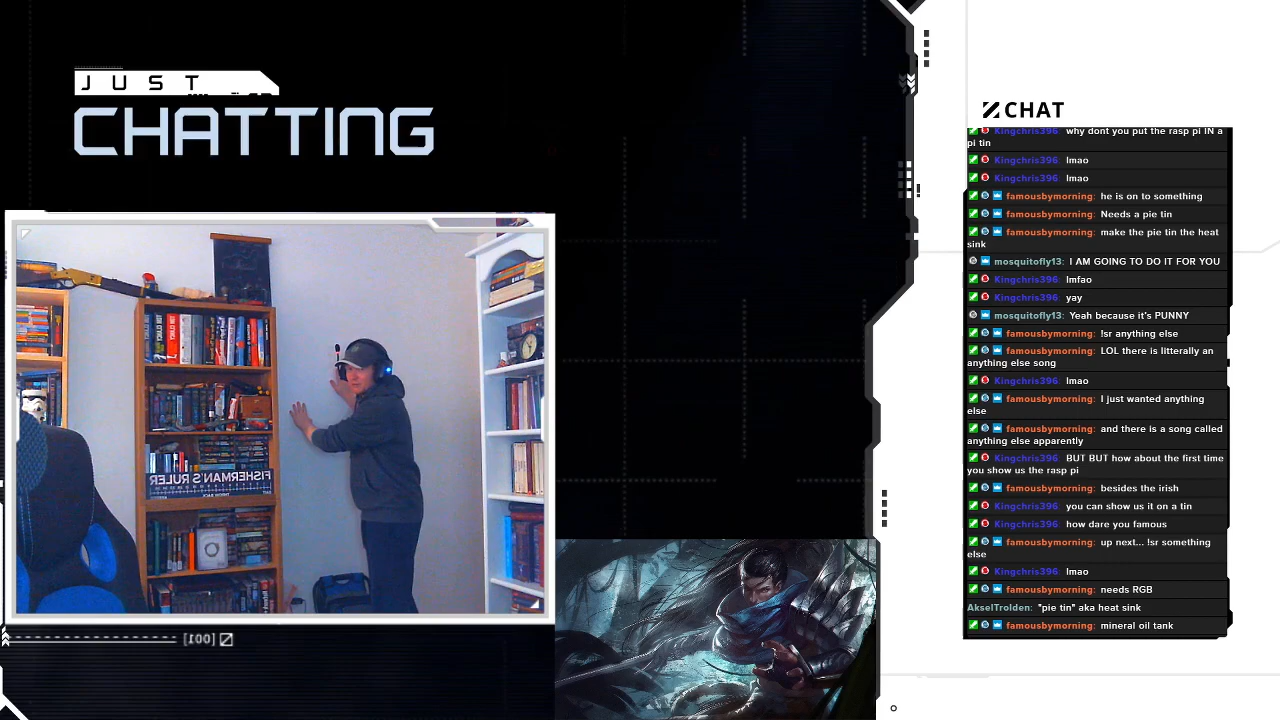 JUST
CHATTING
CHAT
Kingchris396: why dont you put the rasp pi IN a
pi tin
Kingchris396: lmao
Kingchris396: lmao
famousbymorning: he is on to something
famousbymorning: Needs a pie tin
famousbymorning: make the pie tin the heat
sink
mosquitofly13: I AM GOING TO DO IT FOR YOU
Kingchris396: lmfao
Kingchris396: yay
mosquitofly13: Yeah because it's PUNNY
famousbymorning: !sr anything else
famousbymorning: LOL there is litterally an
anything else song
Kingchris396: lmao
famousbymorning: I just wanted anything
else
famousbymorning: and there is a song called
anything else apparently
Kingchris396: BUT BUT how about the first time
you show us the rasp pi
famousbymorning: besides the irish
Kingchris396: you can show us it on a tin
Kingchris396: how dare you famous
famousbymorning: up next... !sr something
else
Kingchris396: lmao
famousbymorning: needs RGB
AkselTrolden: "pie tin" aka heat sink
famousbymorning: mineral oil tank
FISHERMAN'S RULER
[100]